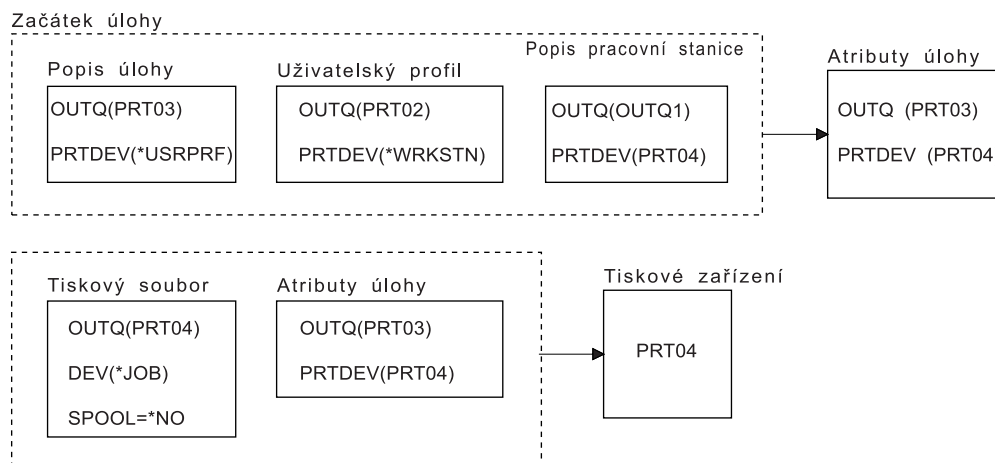 Začátek úlohy
Popis úlohy
OUTQ(PRT03)
PRTDEV(*USRPRF)
Uživatelský profil
OUTQ(PRT02)
PRTDEV(*WRKSTN)
Popis pracovní stanice
OUTQ(OUTQ1)
PRTDEV(PRT04)
Atributy úlohy
OUTQ (PRT03)
PRTDEV (PRT04
Tiskový soubor
OUTQ(PRT04)
DEV(*JOB)
SPOOL=*NO
Atributy úlohy
OUTQ(PRT03)
PRTDEV(PRT04)
Tiskové zařízení
PRT04